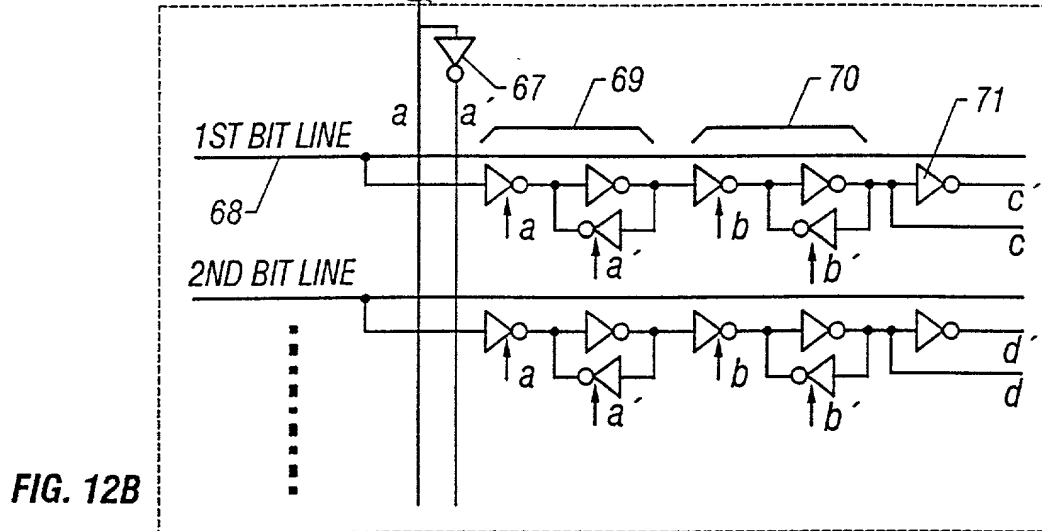 67
69
70
71
a
a´
1ST BIT LINE
68
a
a´
b
b´
c´
c
2ND BIT LINE
a
a´
b
b´
d´
d
FIG. 12B